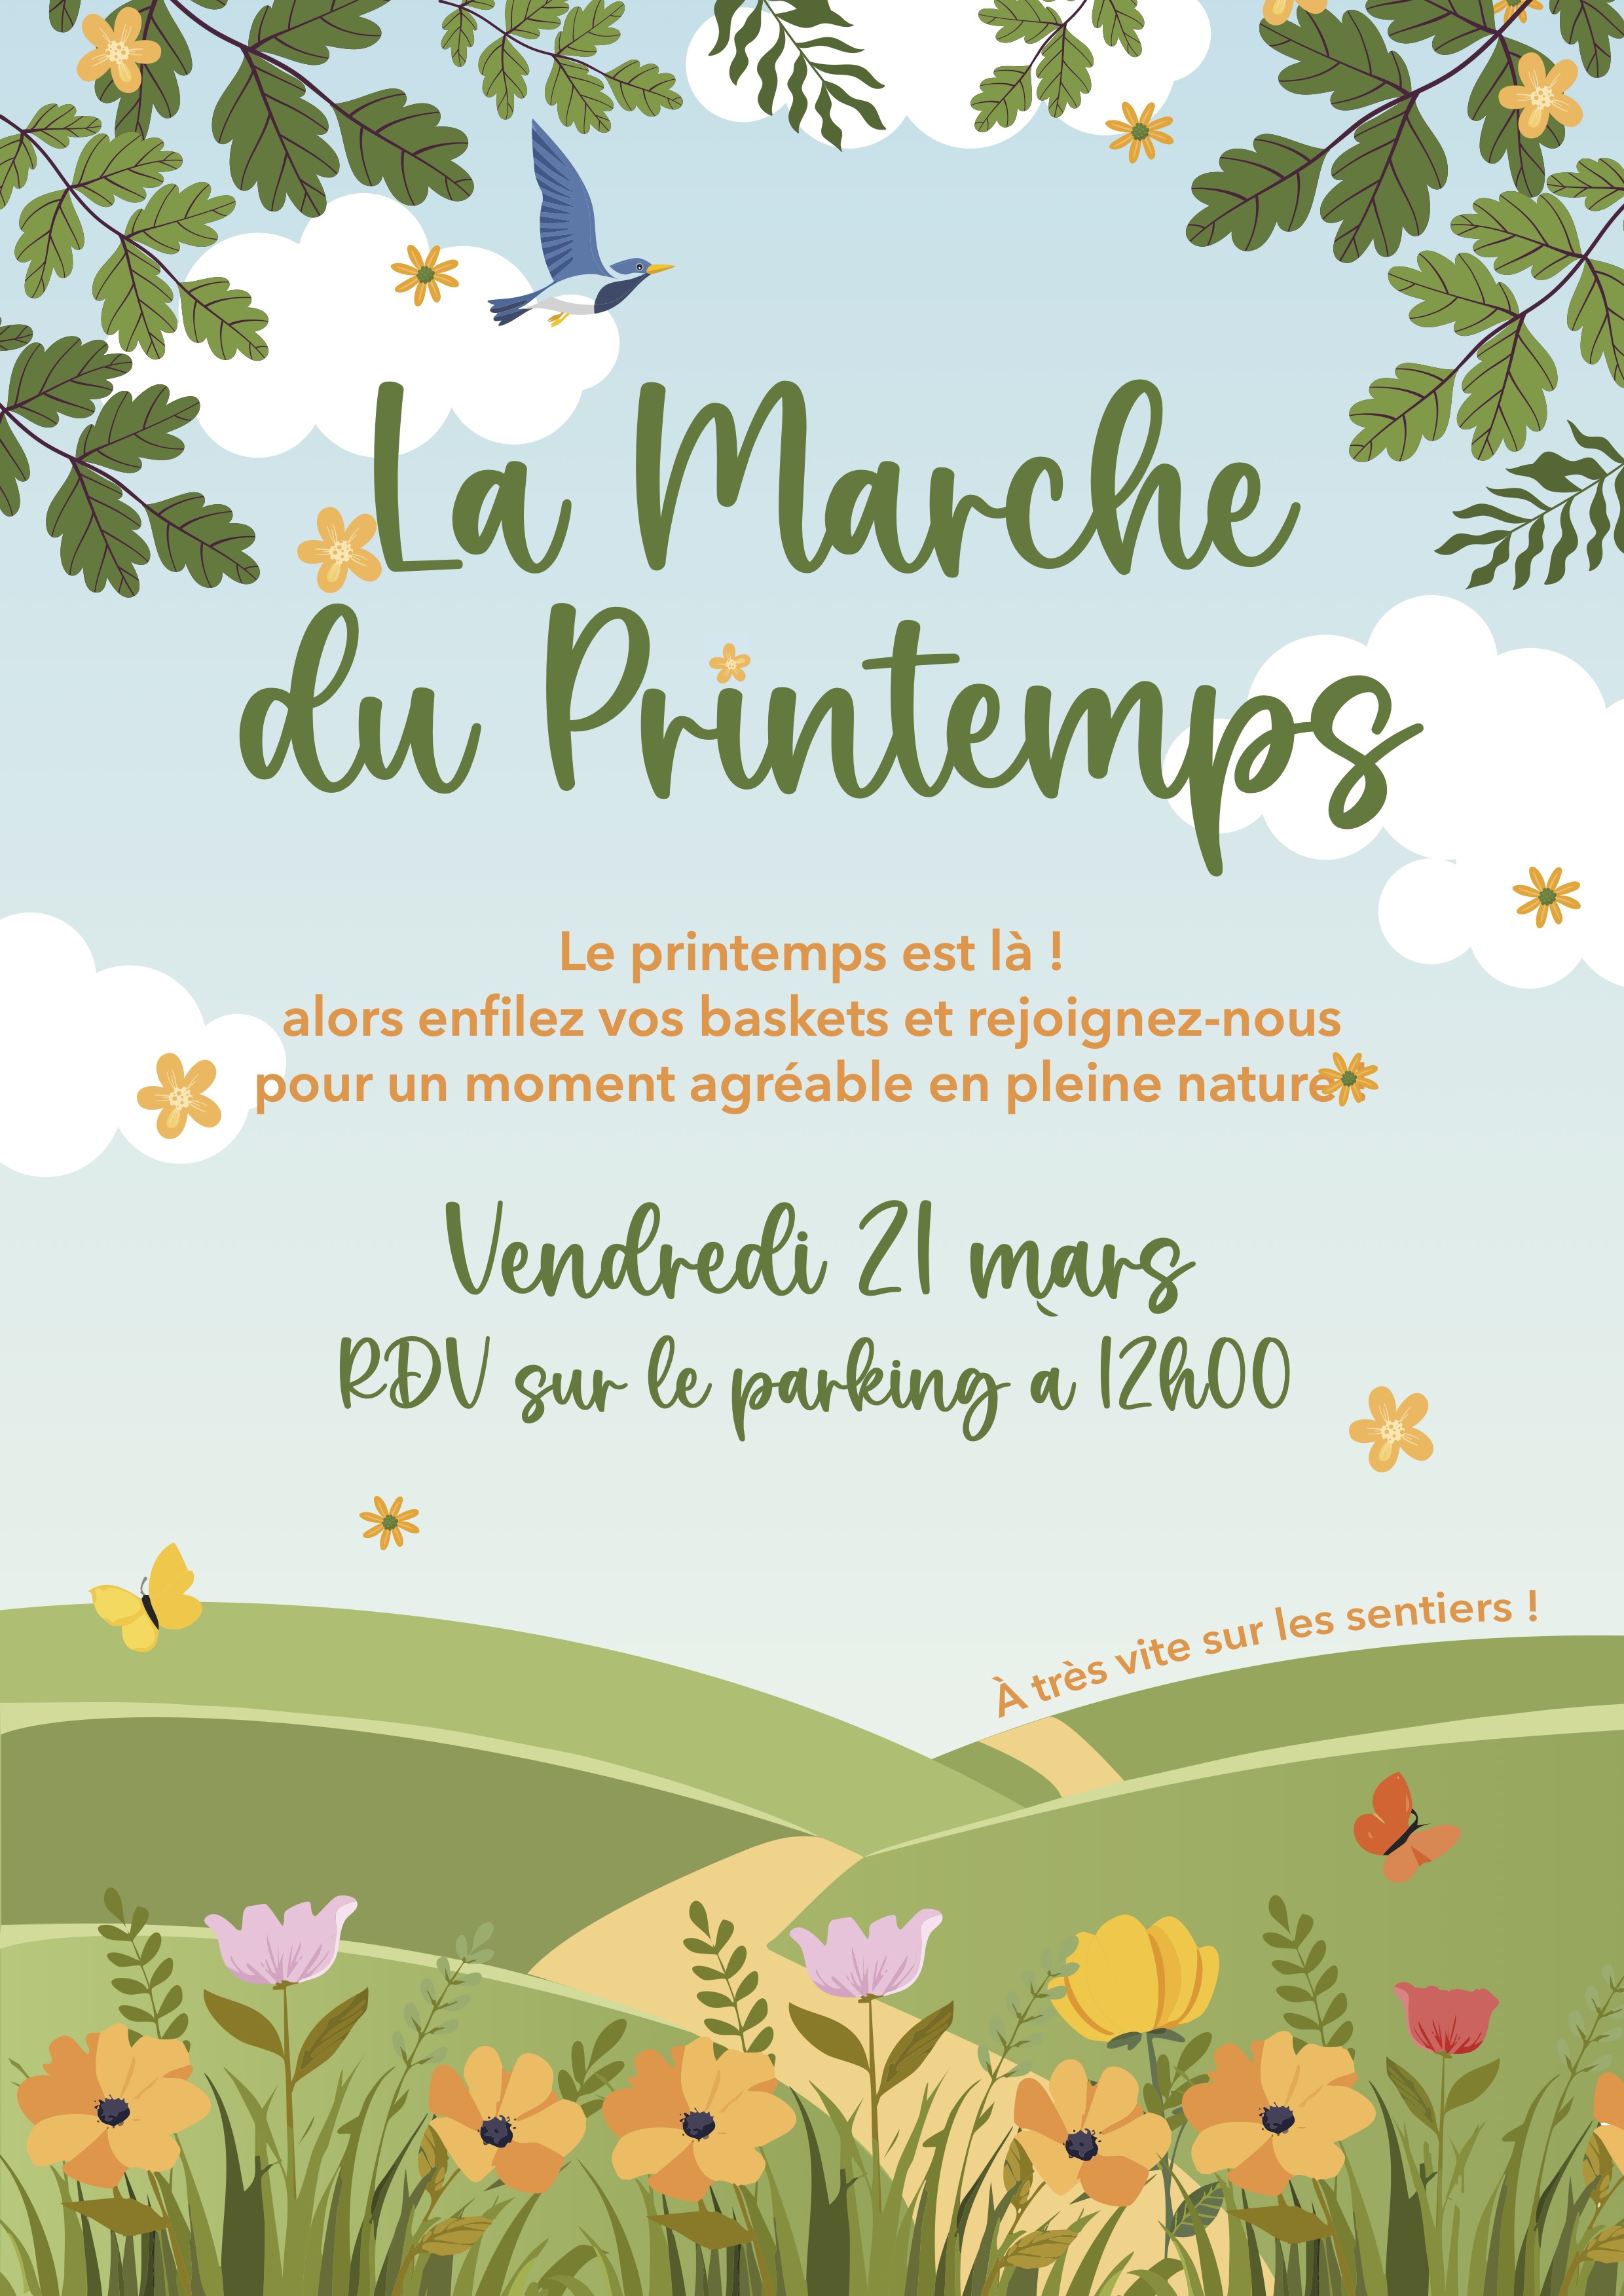 La Marche
du Printemps
Le printemps est là !
alors enfilez vos baskets et rejoignez-nous
pour un moment agréable en pleine nature
Vendredi 21 mars
RDV sur le parking a 12h00
À très vite sur les sentiers !